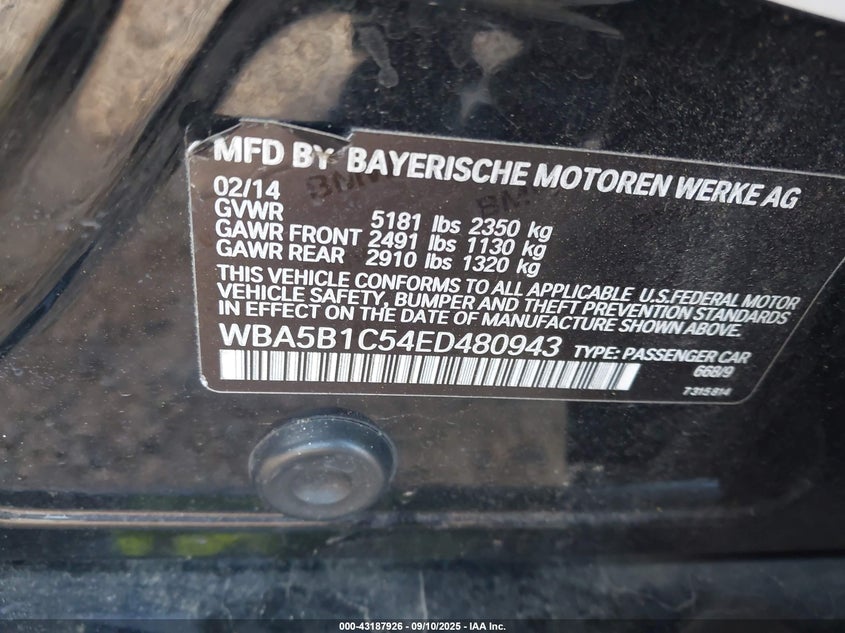 MFD BY BAYERISCHE MOTOREN WERKE AG
02/14
GVWR 5181 lbs 2350 kg
GAWR FRONT 2491 lbs 1130 kg
GAWR REAR 2910 lbs 1320 kg
THIS VEHICLE CONFORMS TO ALL APPLICABLE U.S.FEDERAL MOTOR
VEHICLE SAFETY, BUMPER AND THEFT PREVENTION STANDARDS
IN EFFECT ON THE DATE OF MANUFACTURE SHOWN ABOVE.
WBA5B1C54ED480943 TYPE: PASSENGER CAR
668/9
7315814
000-43187926 - 09/10/2025 - IAA Inc.